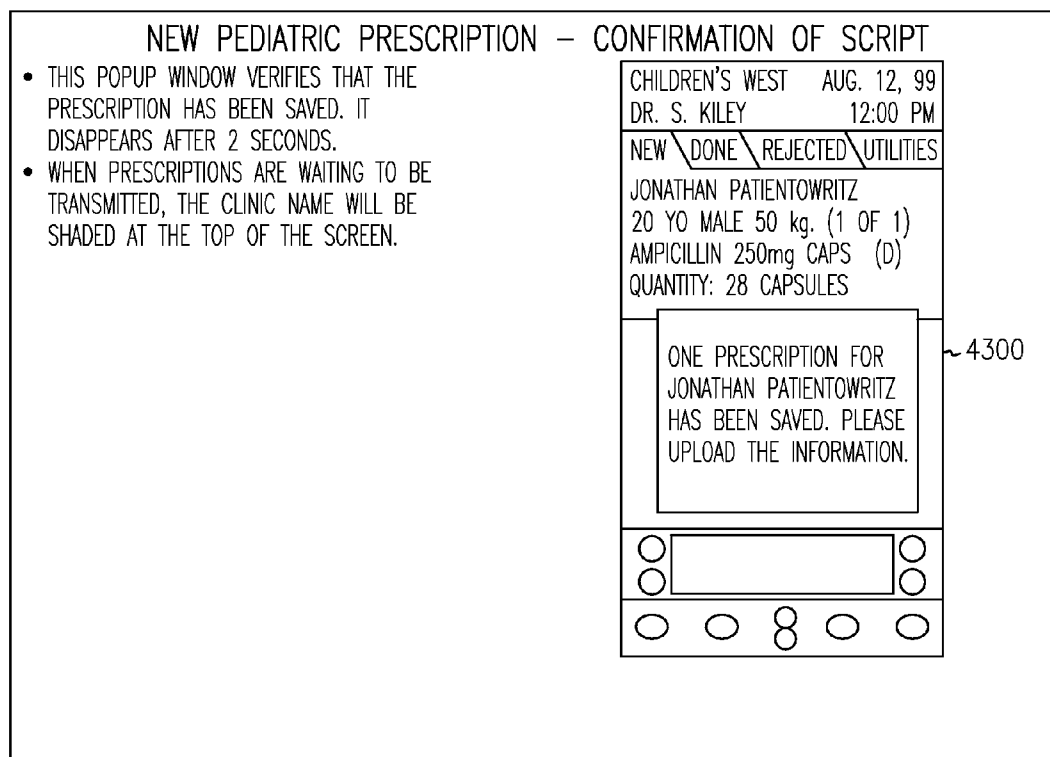 NEW PEDIATRIC PRESCRIPTION – CONFIRMATION OF SCRIPT
• THIS POPUP WINDOW VERIFIES THAT THE
PRESCRIPTION HAS BEEN SAVED. IT
DISAPPEARS AFTER 2 SECONDS.
• WHEN PRESCRIPTIONS ARE WAITING TO BE
TRANSMITTED, THE CLINIC NAME WILL BE
SHADED AT THE TOP OF THE SCREEN.
CHILDREN'S WEST AUG. 12, 99
DR. S. KILEY 12:00 PM
NEW DONE REJECTED UTILITIES
JONATHAN PATIENTOWRITZ
20 YO MALE 50 kg. (1 OF 1)
AMPICILLIN 250mg CAPS (D)
QUANTITY: 28 CAPSULES
ONE PRESCRIPTION FOR
JONATHAN PATIENTOWRITZ
HAS BEEN SAVED. PLEASE
UPLOAD THE INFORMATION.
4300